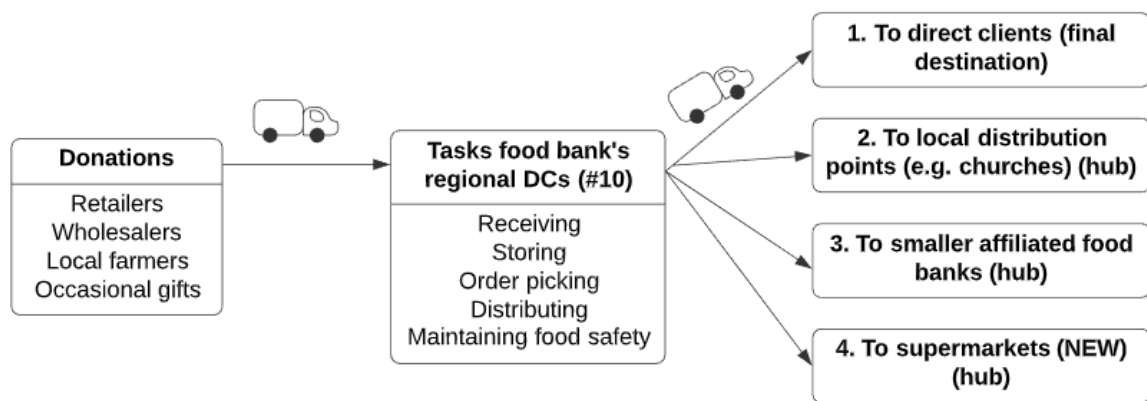 Donations
Retailers
Wholesalers
Local farmers
Occasional gifts
Tasks food bank's
regional DCs (#10)
Receiving
Storing
Order picking
Distributing
Maintaining food safety
1. To direct clients (final
destination)
2. To local distribution
points (e.g. churches) (hub)
3. To smaller affiliated food
banks (hub)
4. To supermarkets (NEW)
(hub)